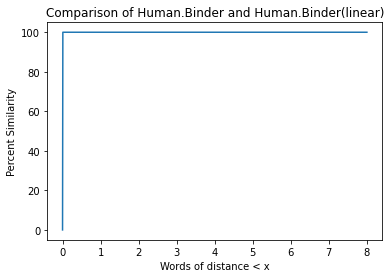 Comparison of Human.Binder and Human.Binder(linear)
100
80
60
40
20
0
Percent Similarity
0 1 2 3 4 5 6 7 8
Words of distance < x